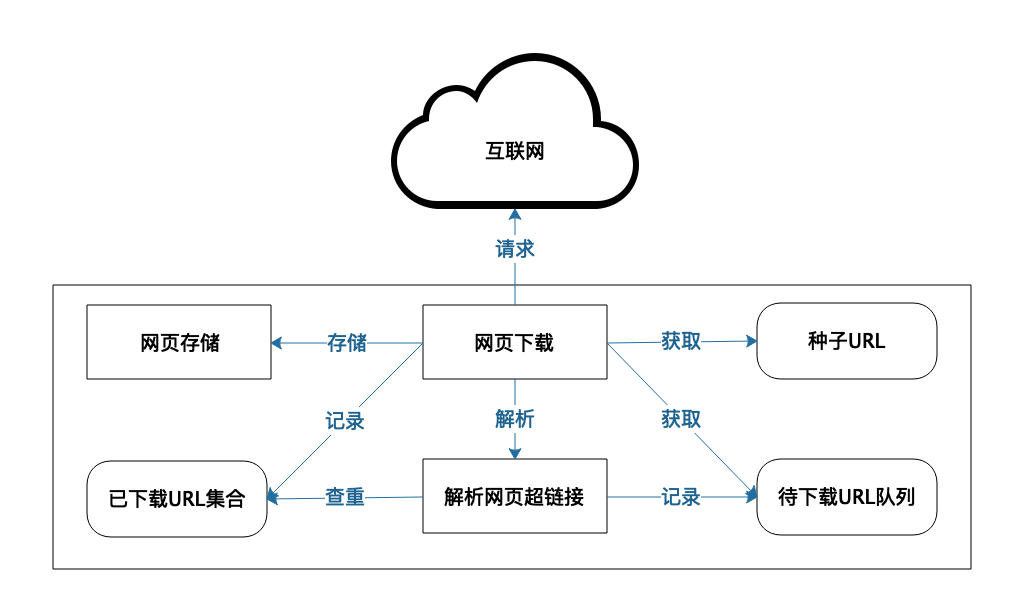 互联网
请求
网页存储
存储
网页下载
获取
种子URL
记录
解析
获取
已下载URL集合
查重
解析网页超链接
记录
待下载URL队列